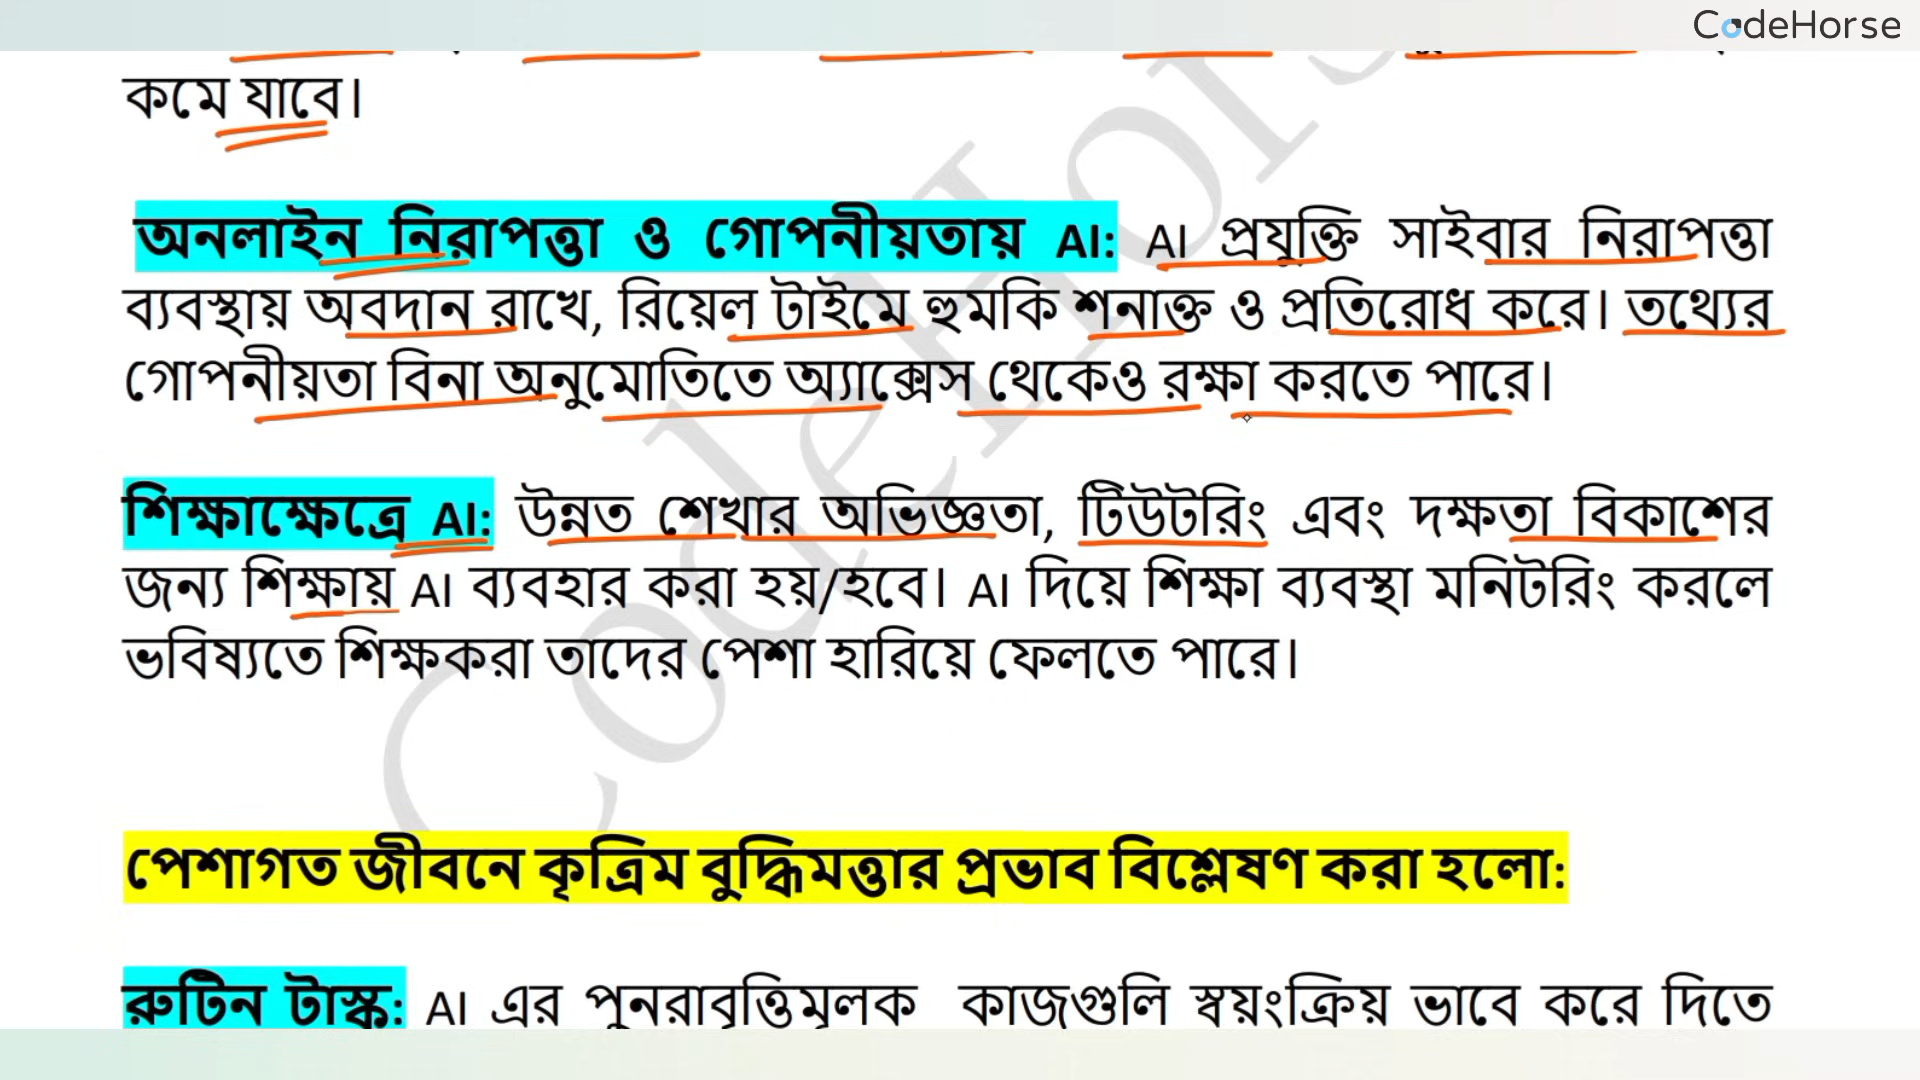 CodeHorse
কমে যাবে।
অনলাইন নিরাপত্তা ও গোপনীয়তায় AI: AI প্রযুক্তি সাইবার নিরাপত্তা
ব্যবস্থায় অবদান রাখে, রিয়েল টাইমে হুমকি শনাক্ত ও প্রতিরোধ করে। তথ্যের
গোপনীয়তা বিনা অনুমোতিতে অ্যাক্সেস থেকেও রক্ষা করতে পারে।
শিক্ষাক্ষেত্রে AI: উন্নত শেখার অভিজ্ঞতা, টিউটরিং এবং দক্ষতা বিকাশের
জন্য শিক্ষায় AI ব্যবহার করা হয়/হবে। AI দিয়ে শিক্ষা ব্যবস্থা মনিটরিং করলে
ভবিষ্যতে শিক্ষকরা তাদের পেশা হারিয়ে ফেলতে পারে।
পেশাগত জীবনে কৃত্রিম বুদ্ধিমত্তার প্রভাব বিশ্লেষণ করা হলো:
রুটিন টাস্ক: AI এর পুনরাবৃত্তিমূলক কাজগুলি স্বয়ংক্রিয় ভাবে করে দিতে
CodeHorse